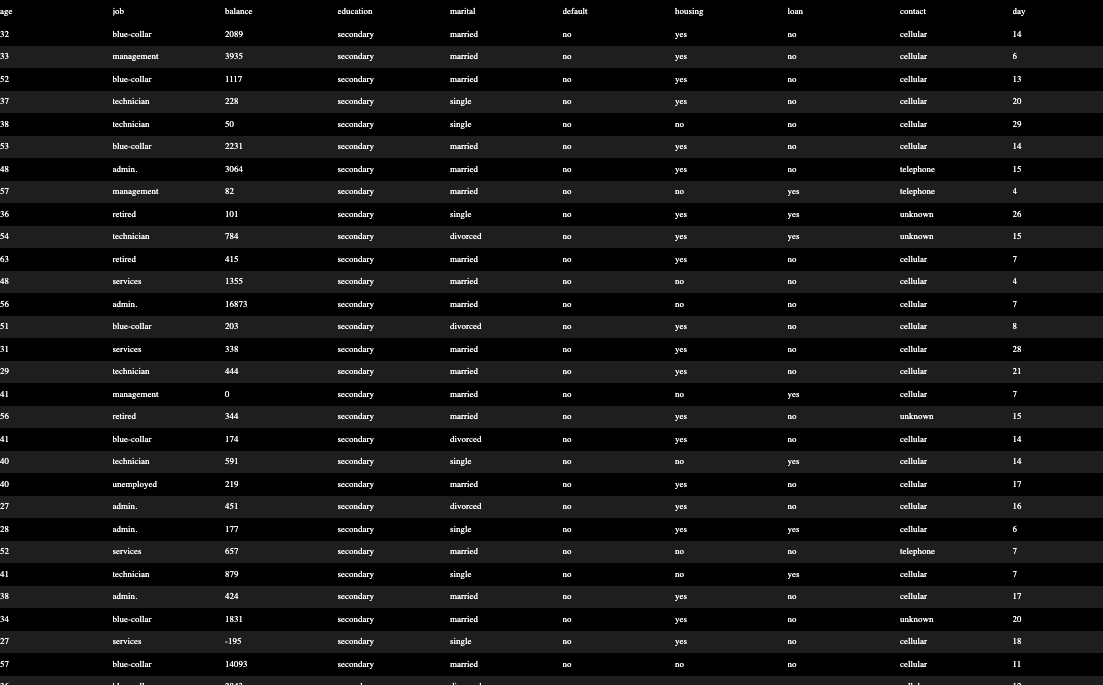 age job balance education marital default housing loan contact day
32 blue-collar 2089 secondary married no yes no cellular 14
33 management 3935 secondary married no yes no cellular 6
52 blue-collar 1117 secondary married no yes no cellular 13
37 technician 228 secondary single no yes no cellular 20
38 technician 50 secondary single no no no cellular 29
53 blue-collar 2231 secondary married no yes no cellular 14
48 admin. 3064 secondary married no yes no telephone 15
57 management 82 secondary married no no yes telephone 4
36 retired 101 secondary single no yes yes unknown 26
54 technician 784 secondary divorced no yes yes unknown 15
63 retired 415 secondary married no yes no cellular 7
48 services 1355 secondary married no no no cellular 4
56 admin. 16873 secondary married no no no cellular 7
51 blue-collar 203 secondary divorced no yes no cellular 8
31 services 338 secondary married no yes no cellular 28
29 technician 444 secondary married no yes no cellular 21
41 management 0 secondary married no no yes cellular 7
56 retired 344 secondary married no yes no unknown 15
41 blue-collar 174 secondary divorced no yes no cellular 14
40 technician 591 secondary single no no yes cellular 14
40 unemployed 219 secondary married no yes no cellular 17
27 admin. 451 secondary divorced no yes no cellular 16
28 admin. 177 secondary single no yes yes cellular 6
52 services 657 secondary married no no no telephone 7
41 technician 879 secondary single no no yes cellular 7
38 admin. 424 secondary married no yes no cellular 17
34 blue-collar 1831 secondary married no yes no unknown 20
27 services -195 secondary single no yes no cellular 18
57 blue-collar 14093 secondary married no no no cellular 11